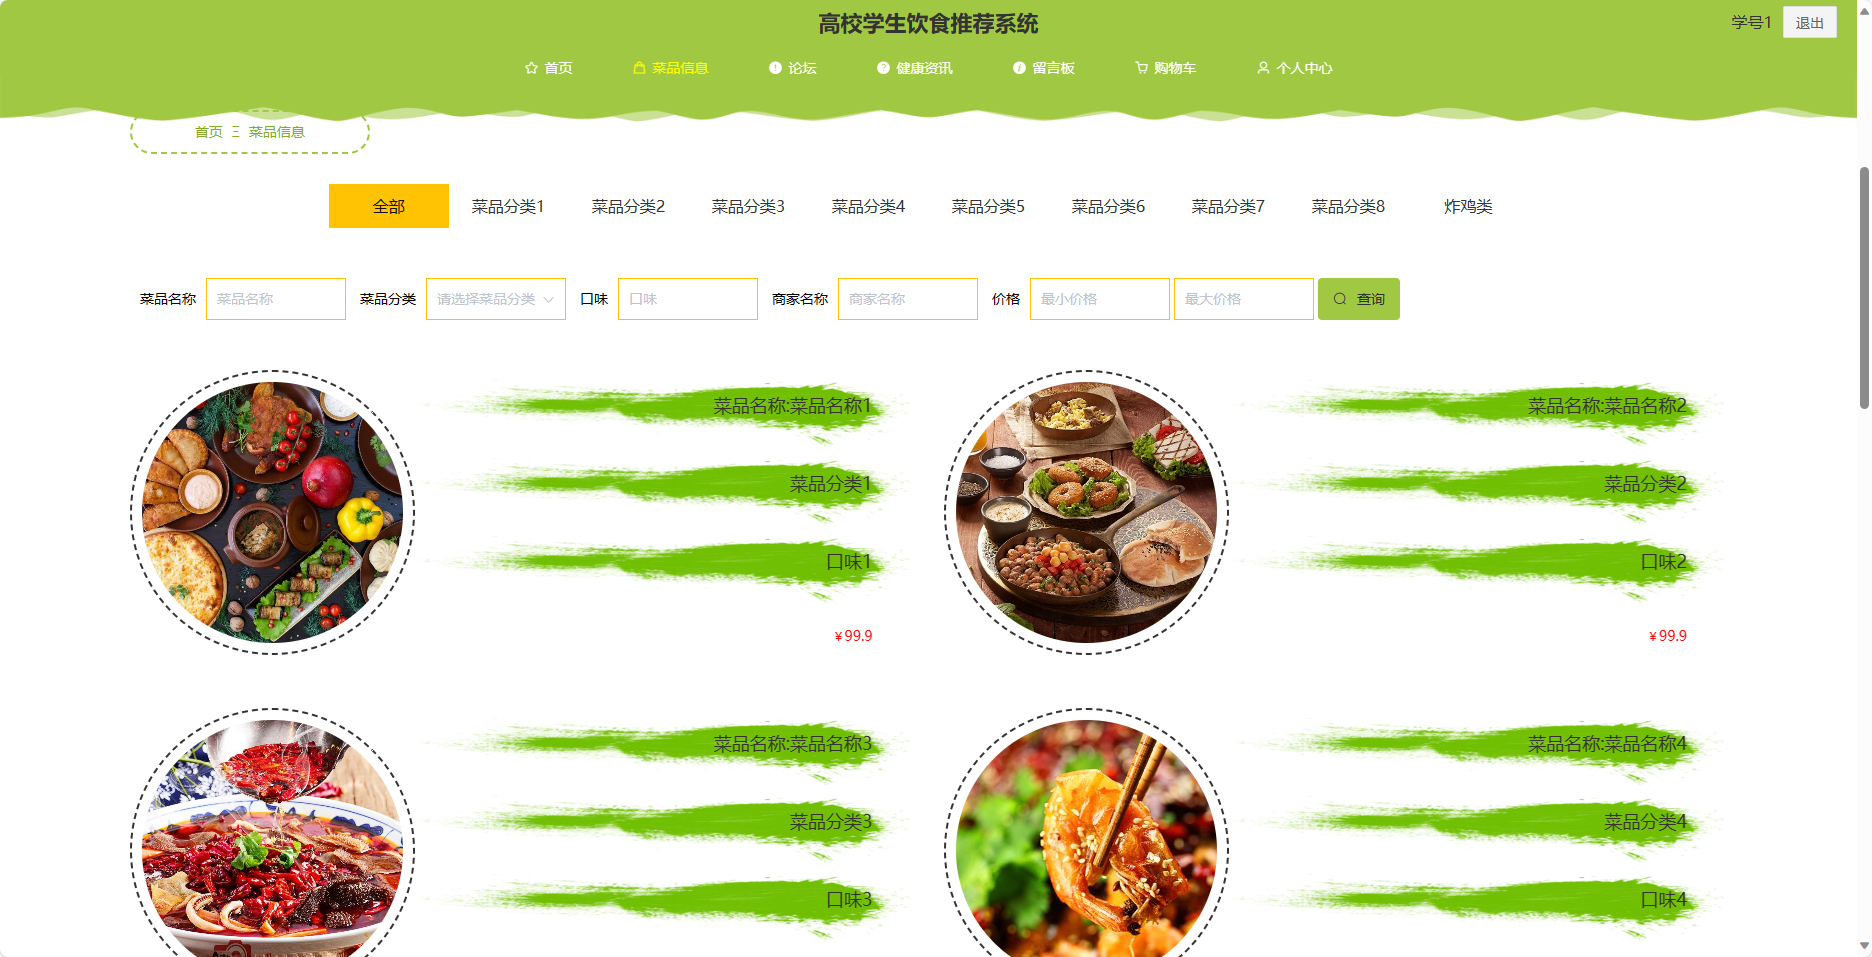 高校学生饮食推荐系统
学号1 退出
首页 菜品信息 论坛 健康资讯 留言板 购物车 个人中心
首页 菜品信息
全部 菜品分类1 菜品分类2 菜品分类3 菜品分类4 菜品分类5 菜品分类6 菜品分类7 菜品分类8 炸鸡类
菜品名称 菜品名称 菜品分类 请选择菜品分类 口味 口味 商家名称 商家名称 价格 最小价格 最大价格 查询
菜品名称:菜品名称1
菜品分类1
口味1
¥99.9
菜品名称:菜品名称2
菜品分类2
口味2
¥99.9
菜品名称:菜品名称3
菜品分类3
口味3
菜品名称:菜品名称4
菜品分类4
口味4